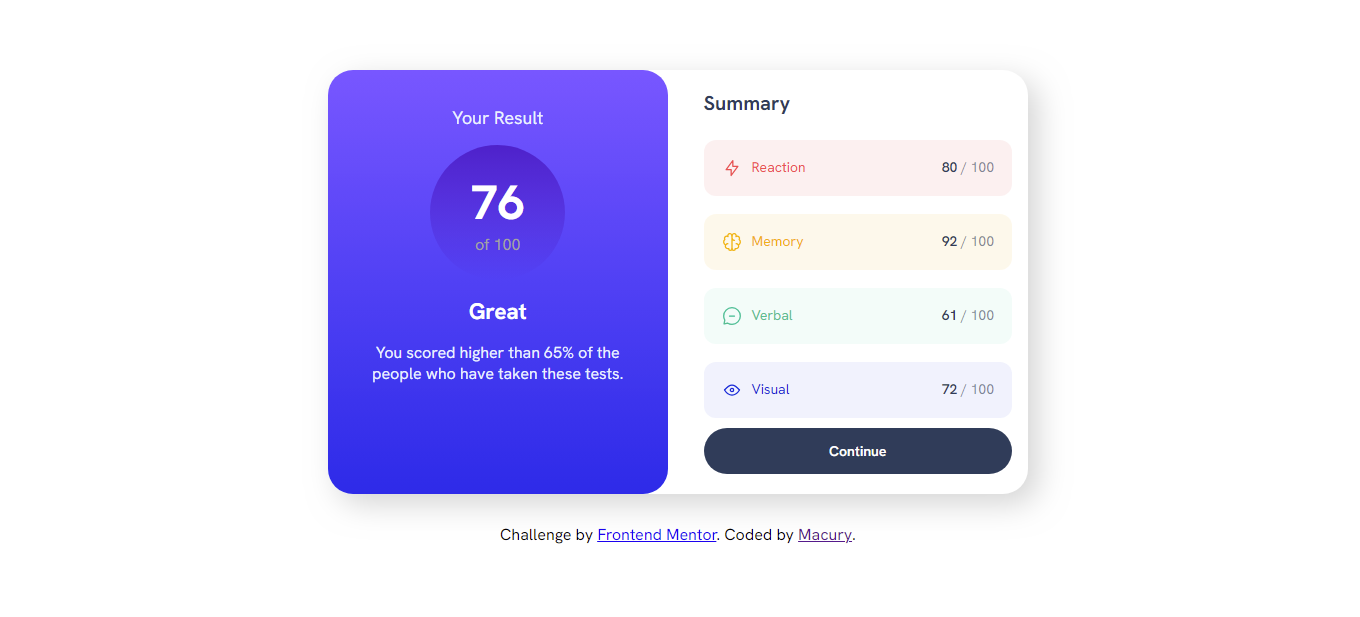 Your Result
76
of 100
Great
You scored higher than 65% of the
people who have taken these tests.
Summary
Reaction 80 / 100
Memory 92 / 100
Verbal 61 / 100
Visual 72 / 100
Continue
Challenge by Frontend Mentor. Coded by Macury.